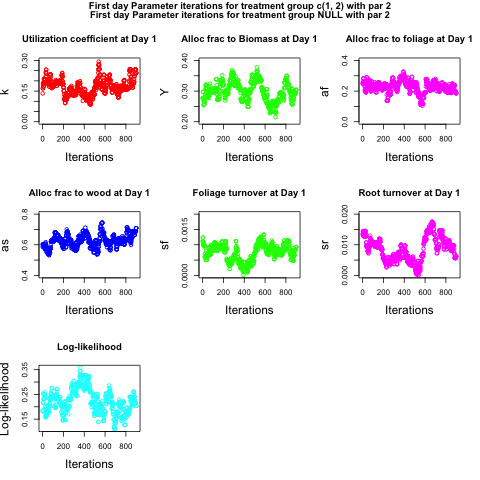 First day Parameter iterations for treatment group c(1, 2) with par 2
First day Parameter iterations for treatment group NULL with par 2
Utilization coefficient at Day 1
k
0.00 0.15 0.30
0 200 400 600 800
Iterations
Alloc frac to Biomass at Day 1
Y
0.20 0.30 0.40
0 200 400 600 800
Iterations
Alloc frac to foliage at Day 1
af
0.0 0.2 0.4
0 200 400 600 800
Iterations
Alloc frac to wood at Day 1
as
0.4 0.6 0.8
0 200 400 600 800
Iterations
Foliage turnover at Day 1
sf
0.0000 0.0015
0 200 400 600 800
Iterations
Root turnover at Day 1
sr
0.000 0.010 0.020
0 200 400 600 800
Iterations
Log-likelihood
Log-likelihood
0.15 0.25 0.35
0 200 400 600 800
Iterations